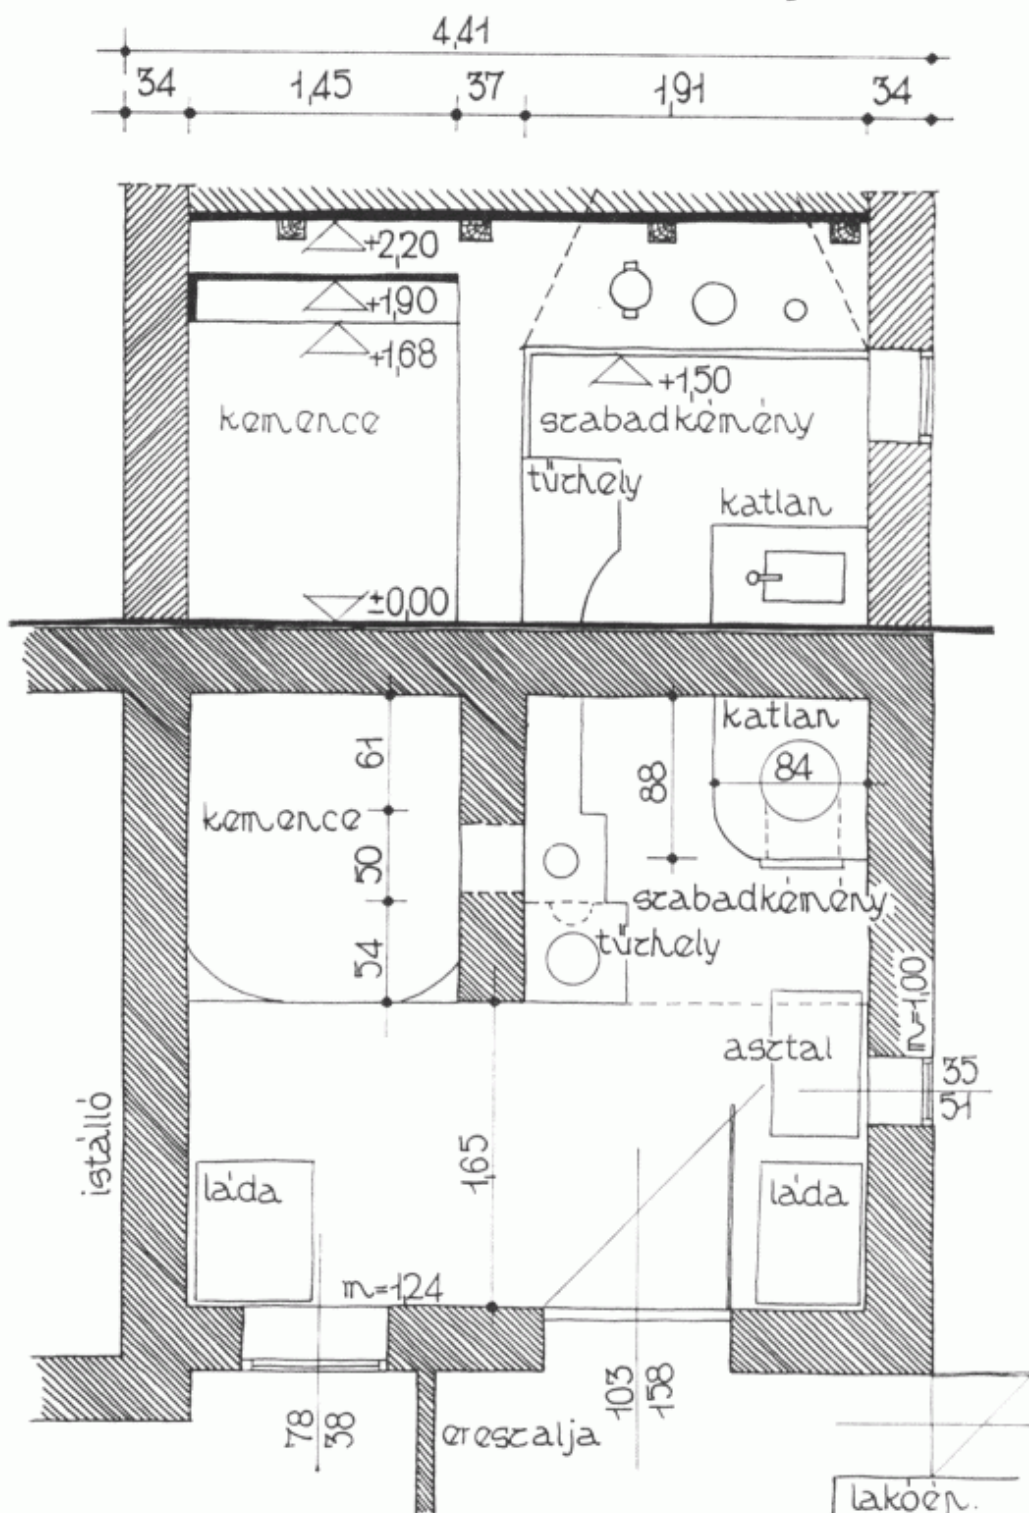 4,41
34 1,45 37 1,91 34
+2,20
+1,90
+1,68
+1,50
kemence
szabadkémény
tűzhely
katlan
±0,00
katlan
61
88
84
kemence
50
szabadkémény
tűzhely
54
m=1,00
asztal
35
51
istálló
1,65
láda
láda
m=1,24
78
38
103
158
ereszalja
lakóép.